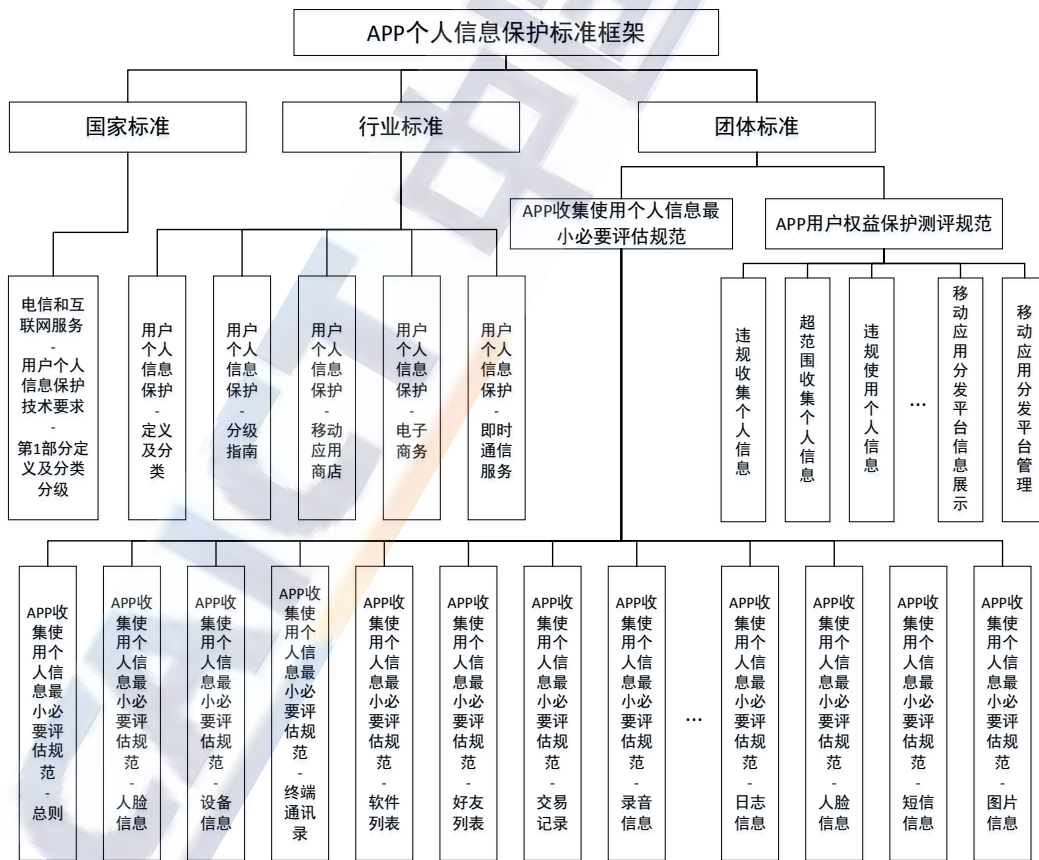 APP个人信息保护标准框架
国家标准
行业标准
团体标准
APP收集使用个人信息最
小必要评估规范
APP用户权益保护测评规范
电信和互
联网服务
-
用户个人
信息保护
技术要求
-
第1部分定
义及分类
分级
用户
个人
信息
保护
-
定义
及分
类
用户
个人
信息
保护
-
分级
指南
用户
个人
信息
保护
-
移动
应用
商店
用户
个人
信息
保护
-
电子
商务
用户
个人
信息
保护
-
即时
通信
服务
违规收集个人信息
超范围收集个人信息
违规使用个人信息
...
移动应用分发平台信息展示
移动应用分发平台管理
APP收
集使
用个
人信
息最
小必
要评
估规
范
-
总则
APP收
集使
用个
人信
息最
小必
要评
估规
范
-
人脸
信息
APP收
集使
用个
人信
息最
小必
要评
估规
范
-
设备
信息
APP收
集使
用个
人信
息最
小必
要评
估规
范
-
终端
通讯
录
APP收
集使
用个
人信
息最
小必
要评
估规
范
-
软件
列表
APP收
集使
用个
人信
息最
小必
要评
估规
范
-
好友
列表
APP收
集使
用个
人信
息最
小必
要评
估规
范
-
交易
记录
APP收
集使
用个
人信
息最
小必
要评
估规
范
-
录音
信息
...
APP收
集使
用个
人信
息最
小必
要评
估规
范
-
日志
信息
APP收
集使
用个
人信
息最
小必
要评
估规
范
-
人脸
信息
APP收
集使
用个
人信
息最
小必
要评
估规
范
-
短信
信息
APP收
集使
用个
人信
息最
小必
要评
估规
范
-
图片
信息
CAICT 中国